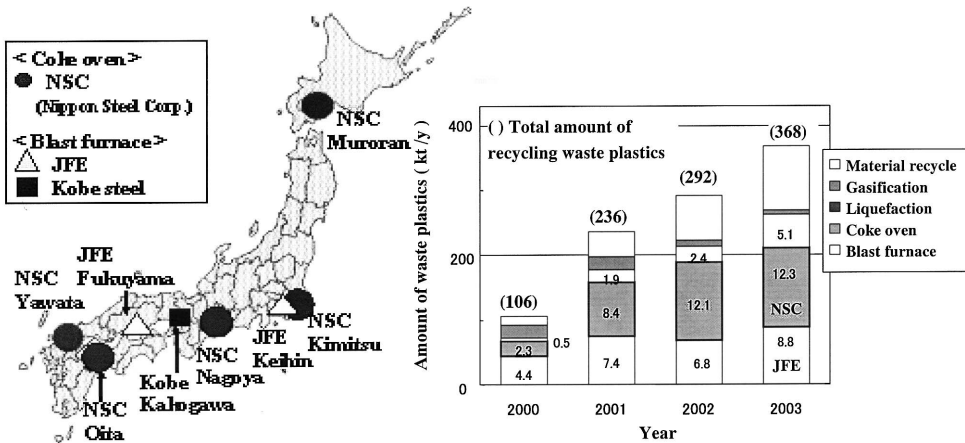 < Coke oven >
NSC
(Nippon Steel Corp.)
< Blast furnace >
JFE
Kobe steel
NSC
Muroran
JFE
Fukuyama
NSC
Yawata
NSC
Oita
Kobe
Kakogawa
NSC
Nagoya
JFE
Keihin
NSC
Kimitsu
Amount of waste plastics ( kt /y )
400
200
0
( ) Total amount of
recycling waste plastics
(106)
(236)
(292)
(368)
0.5
2.3
4.4
1.9
8.4
7.4
2.4
12.1
6.8
5.1
12.3
NSC
8.8
JFE
2000
2001
2002
2003
Year
Material recycle
Gasification
Liquefaction
Coke oven
Blast furnace